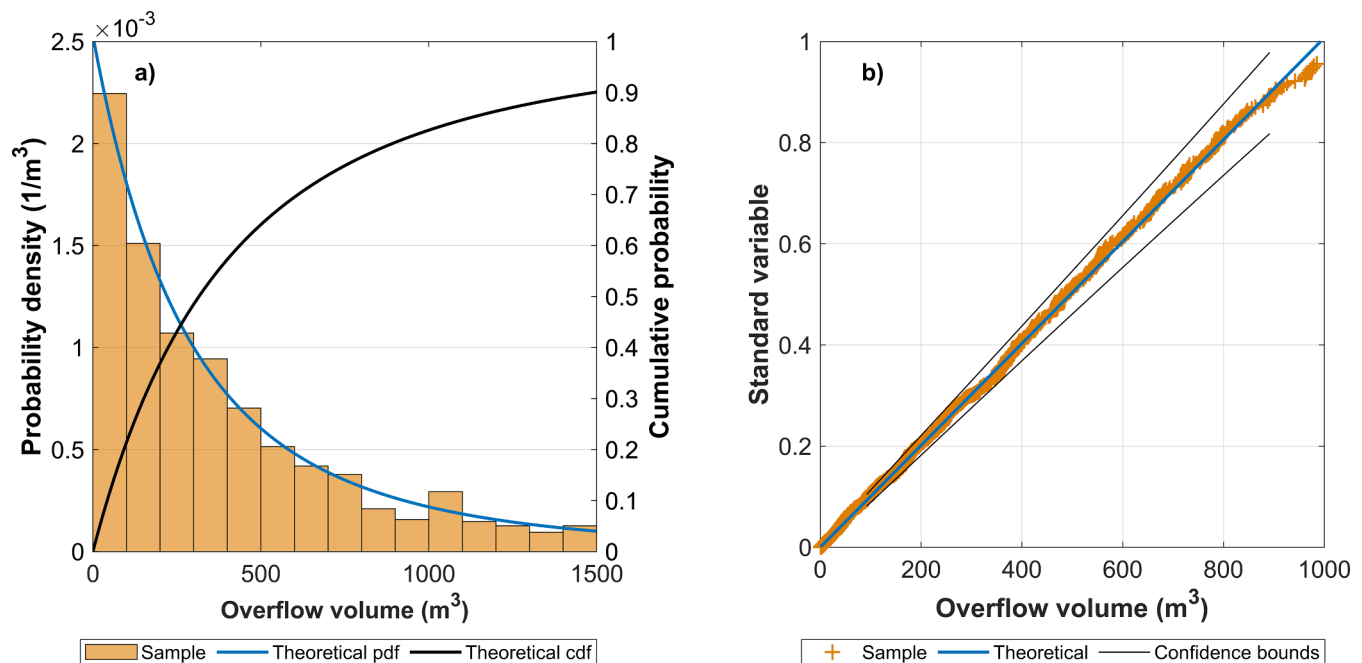 ×10⁻³
a)
2.5
2
1.5
1
0.5
0
Probability density (1/m³)
1
0.9
0.8
0.7
0.6
0.5
0.4
0.3
0.2
0.1
0
Cumulative probability
0 500 1000 1500
Overflow volume (m³)
Sample Theoretical pdf Theoretical cdf
b)
1
0.8
0.6
0.4
0.2
0
Standard variable
0 200 400 600 800 1000
Overflow volume (m³)
Sample Theoretical Confidence bounds